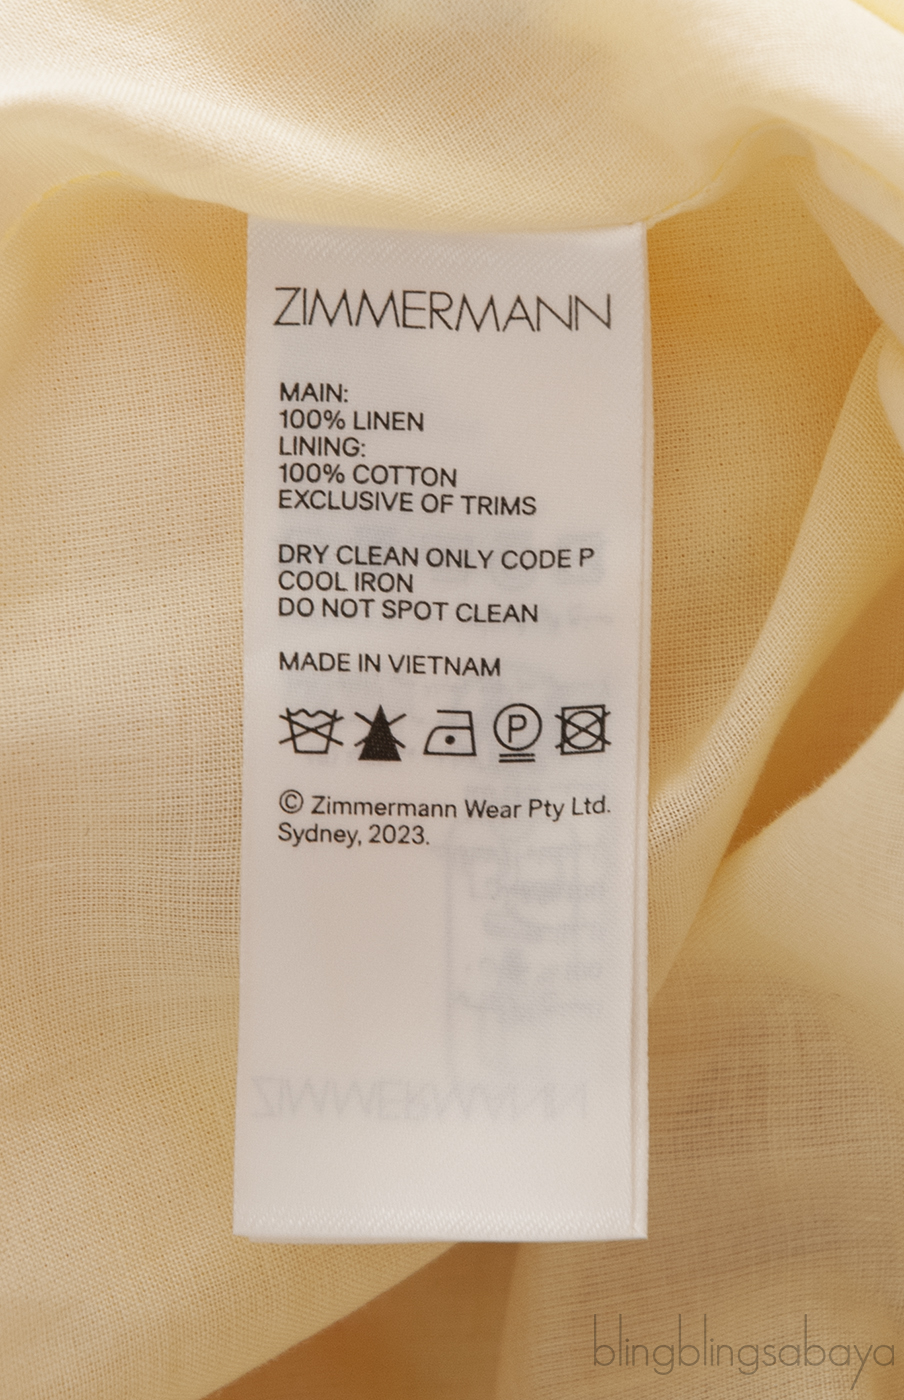 ZIMMERMANN
MAIN:
100% LINEN
LINING:
100% COTTON
EXCLUSIVE OF TRIMS
DRY CLEAN ONLY CODE P
COOL IRON
DO NOT SPOT CLEAN
MADE IN VIETNAM
P
© Zimmermann Wear Pty Ltd.
Sydney, 2023.
ZIMMERMANN
blingblingsabaya